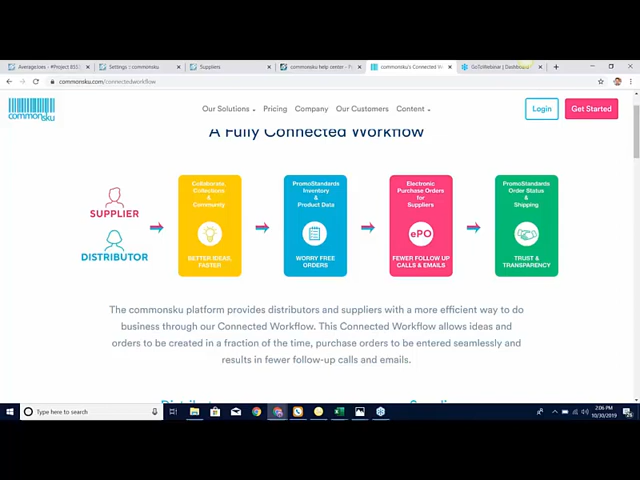 Averagejoes - #Project 855
Settings :: commonsku
Suppliers
commonsku help center - P
commonsku's Connected W
GoToWebinar | Dashboard
commonsku.com/connectedworkflow
commonsku
Our Solutions
Pricing
Company
Our Customers
Content
Login
Get Started
A Fully Connected Workflow
SUPPLIER
DISTRIBUTOR
Collaborate
Collections
&
Community
BETTER IDEAS,
FASTER
PromoStandards
Inventory
&
Product Data
WORRY FREE
ORDERS
Electronic
Purchase Orders
for
Suppliers
ePO
FEWER FOLLOW UP
CALLS & EMAILS
PromoStandards
Order Status
&
Shipping
TRUST &
TRANSPARENCY
The commonsku platform provides distributors and suppliers with a more efficient way to do
business through our Connected Workflow. This Connected Workflow allows ideas and
orders to be created in a fraction of the time, purchase orders to be entered seamlessly and
results in fewer follow-up calls and emails.
Type here to search
2:06 PM
10/30/2019